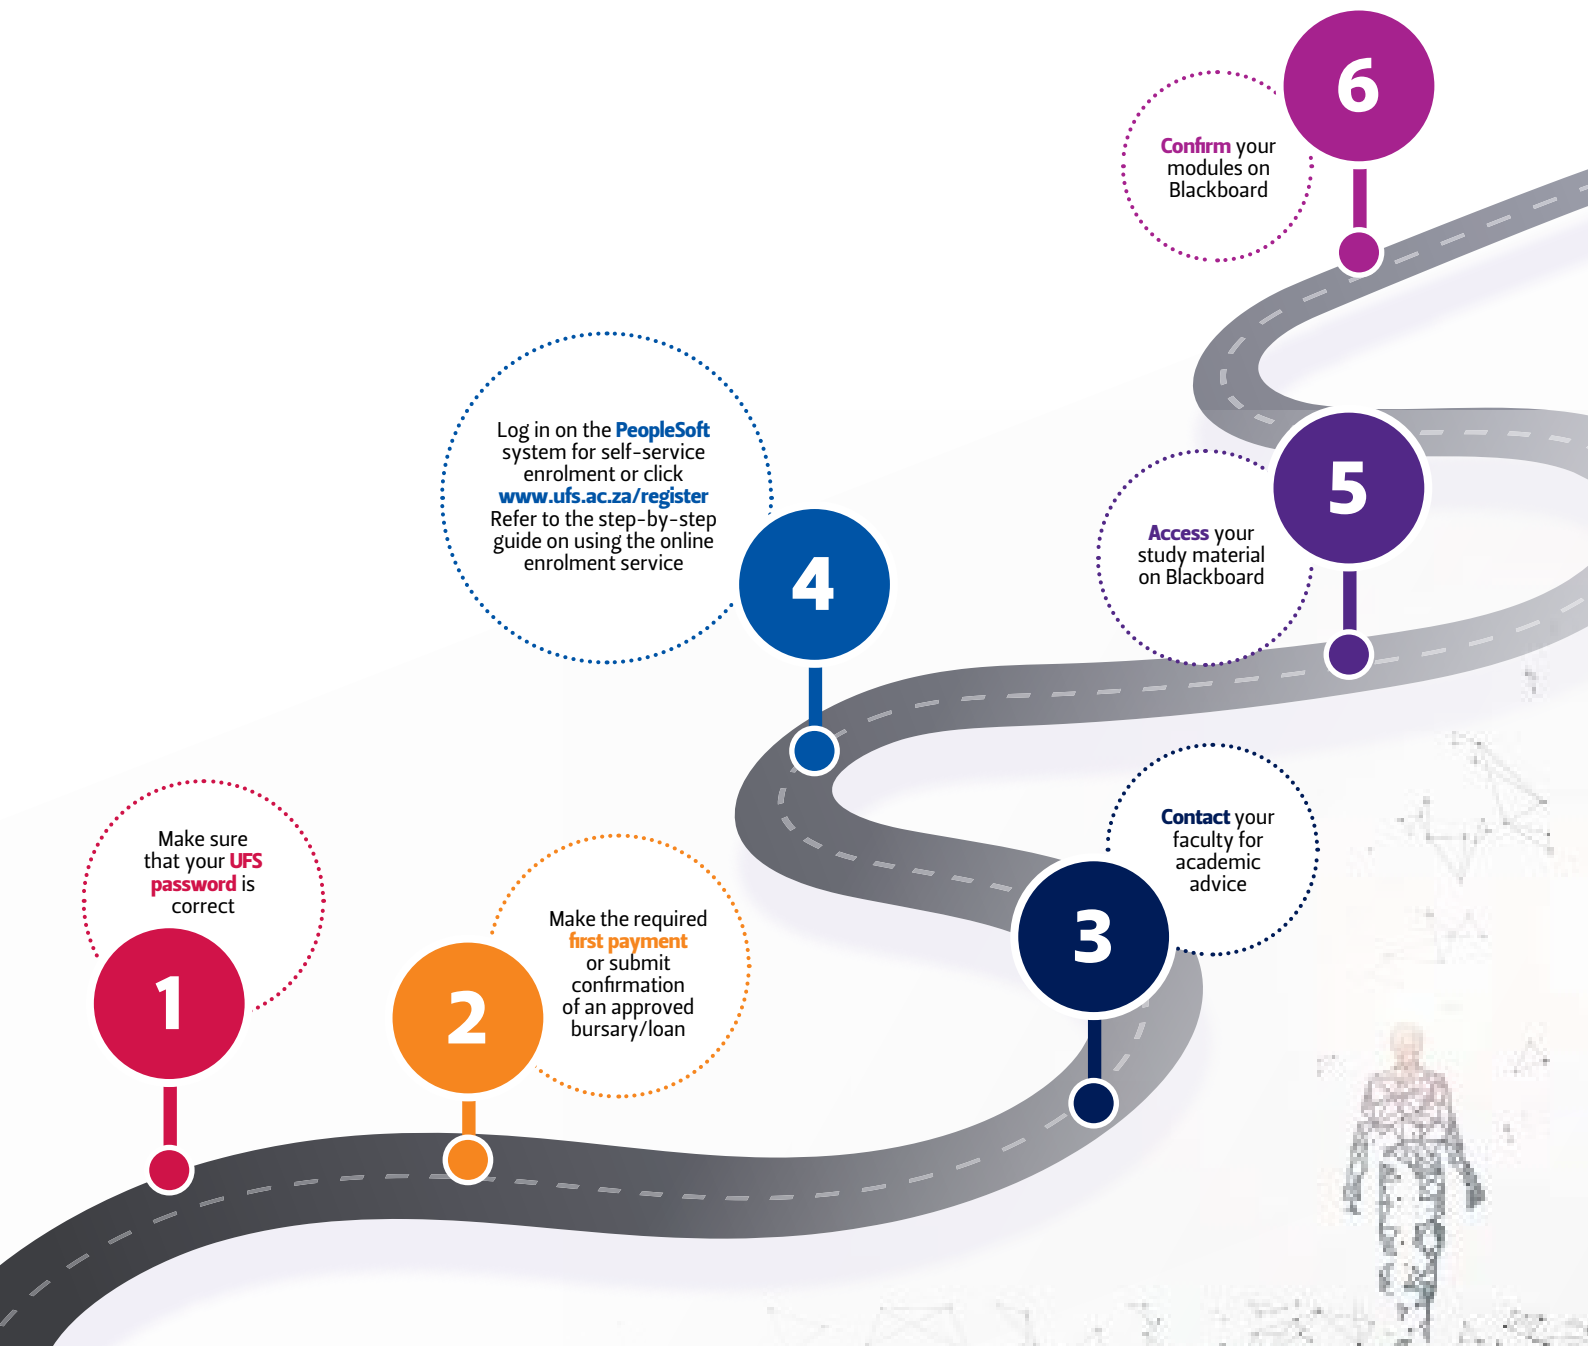 1
Make sure
that your UFS
password is
correct
2
Make the required
first payment
or submit
confirmation
of an approved
bursary/loan
3
Contact your
faculty for
academic
advice
4
Log in on the PeopleSoft
system for self-service
enrolment or click
www.ufs.ac.za/register
Refer to the step-by-step
guide on using the online
enrolment service
5
Access your
study material
on Blackboard
6
Confirm your
modules on
Blackboard